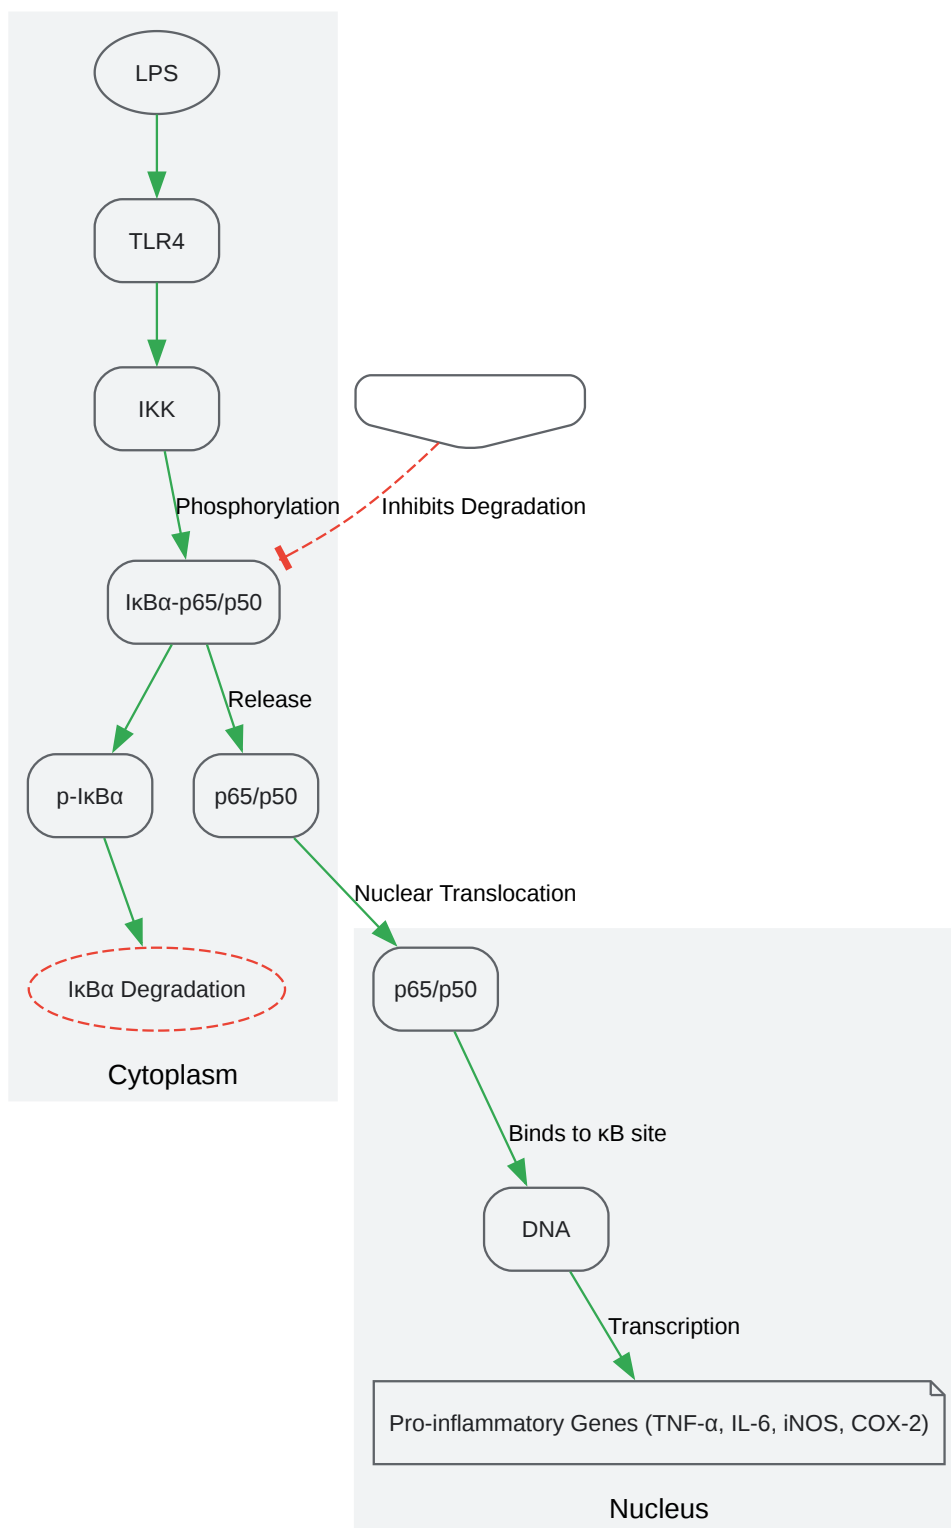 LPS
TLR4
IKK
Phosphorylation
Inhibits Degradation
IκBα-p65/p50
Release
p-IκBα
p65/p50
Nuclear Translocation
IκBα Degradation
p65/p50
Cytoplasm
Binds to κB site
DNA
Transcription
Pro-inflammatory Genes (TNF-α, IL-6, iNOS, COX-2)
Nucleus